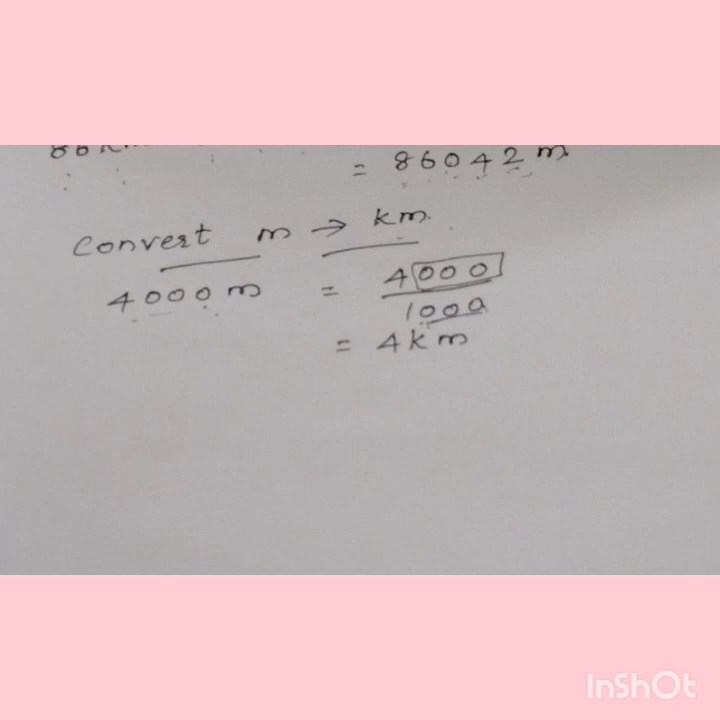 = 86042 m.
Convert m → km.
4000 m = 4000
1000
= 4 km
InShOt